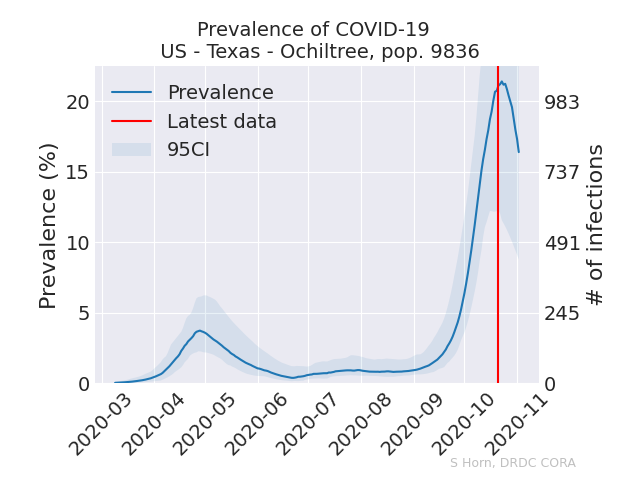 Prevalence of COVID-19
US - Texas - Ochiltree, pop. 9836
Prevalence
Latest data
95CI
Prevalence (%)
20
15
10
5
0
983
737
491
245
0
# of infections
2020-03
2020-04
2020-05
2020-06
2020-07
2020-08
2020-09
2020-10
2020-11
S Horn, DRDC CORA